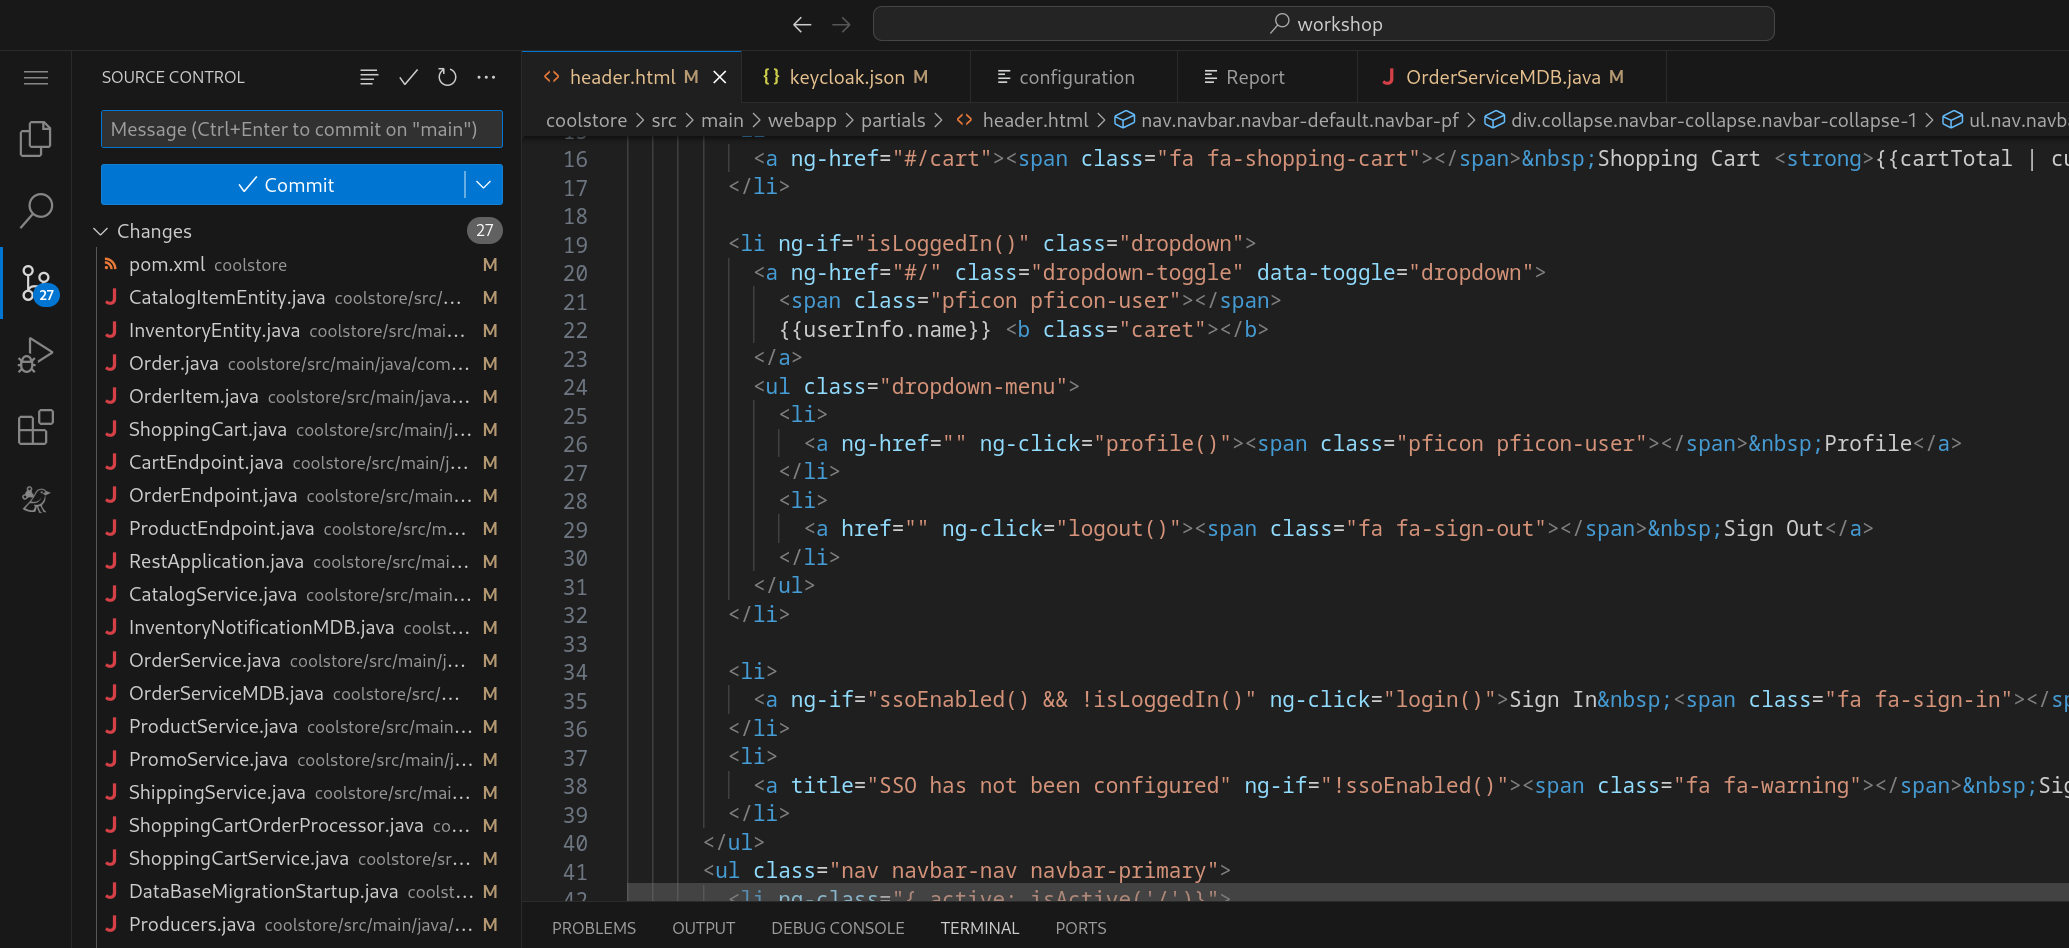 workshop
SOURCE CONTROL
Message (Ctrl+Enter to commit on "main")
Commit
Changes 27
27
pom.xml coolstore M
CatalogItemEntity.java coolstore/src/... M
InventoryEntity.java coolstore/src/mai... M
Order.java coolstore/src/main/java/com... M
OrderItem.java coolstore/src/main/java... M
ShoppingCart.java coolstore/src/main/j... M
CartEndpoint.java coolstore/src/main/j... M
OrderEndpoint.java coolstore/src/main... M
ProductEndpoint.java coolstore/src/m... M
RestApplication.java coolstore/src/mai... M
CatalogService.java coolstore/src/main... M
InventoryNotificationMDB.java coolst... M
OrderService.java coolstore/src/main/j... M
OrderServiceMDB.java coolstore/src/... M
ProductService.java coolstore/src/main... M
PromoService.java coolstore/src/main/j... M
ShippingService.java coolstore/src/mai... M
ShoppingCartOrderProcessor.java co... M
ShoppingCartService.java coolstore/sr... M
DataBaseMigrationStartup.java coolst... M
Producers.java coolstore/src/main/java/... M
header.html M
keycloak.json M
configuration
Report
OrderServiceMDB.java M
coolstore > src > main > webapp > partials > header.html > nav.navbar.navbar-default.navbar-pf > div.collapse.navbar-collapse.navbar-collapse-1 > ul.nav.navba
16 <a ng-href="#/cart"><span class="fa fa-shopping-cart"></span>&nbsp;Shopping Cart <strong>{{cartTotal | cu
17 </li>
18
19 <li ng-if="isLoggedIn()" class="dropdown">
20 <a ng-href="#/" class="dropdown-toggle" data-toggle="dropdown">
21 <span class="pficon pficon-user"></span>
22 {{userInfo.name}} <b class="caret"></b>
23 </a>
24 <ul class="dropdown-menu">
25 <li>
26 <a ng-href="" ng-click="profile()"><span class="pficon pficon-user"></span>&nbsp;Profile</a>
27 </li>
28 <li>
29 <a href="" ng-click="logout()"><span class="fa fa-sign-out"></span>&nbsp;Sign Out</a>
30 </li>
31 </ul>
32 </li>
33
34 <li>
35 <a ng-if="ssoEnabled() && !isLoggedIn()" ng-click="login()">Sign In&nbsp;<span class="fa fa-sign-in"></sp
36 </li>
37 <li>
38 <a title="SSO has not been configured" ng-if="!ssoEnabled()"><span class="fa fa-warning"></span>&nbsp;Sig
39 </li>
40 </ul>
41 <ul class="nav navbar-nav navbar-primary">
42 <li ng-class="{ active: isActive('/')}">
PROBLEMS OUTPUT DEBUG CONSOLE TERMINAL PORTS